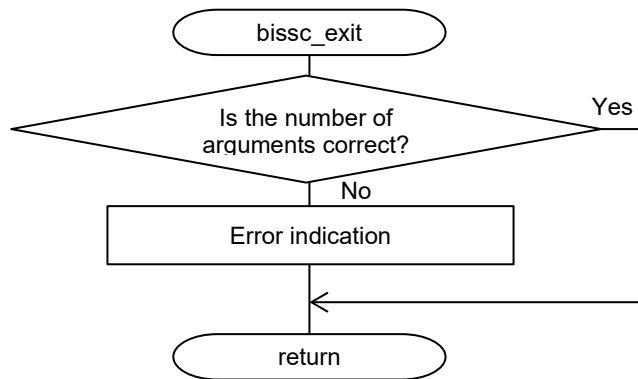 bissc_exit
Is the number of
arguments correct?
Yes
No
Error indication
return